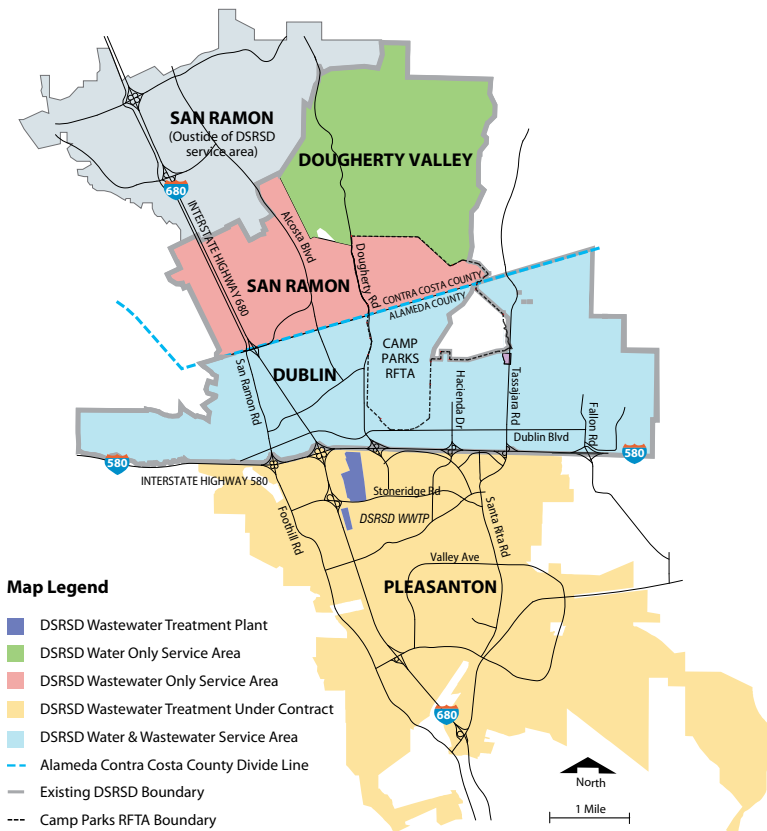 SAN RAMON
(Oustide of DSRSD
service area)
DOUGHERTY VALLEY
680
INTERSTATE HIGHWAY 680
Alcosta Blvd
Dougherty Rd
SAN RAMON
CONTRA COSTA COUNTY
ALAMEDA COUNTY
CAMP
PARKS
RFTA
DUBLIN
San Ramon Rd
Hacienda Dr
Tassajara Rd
Fallon Rd
Dublin Blvd
580
580
INTERSTATE HIGHWAY 580
Stoneridge Rd
DSRSD WWTP
Foothill Rd
Santa Rita Rd
Valley Ave
PLEASANTON
680
Map Legend
DSRSD Wastewater Treatment Plant
DSRSD Water Only Service Area
DSRSD Wastewater Only Service Area
DSRSD Wastewater Treatment Under Contract
DSRSD Water & Wastewater Service Area
Alameda Contra Costa County Divide Line
Existing DSRSD Boundary
Camp Parks RFTA Boundary
North
1 Mile